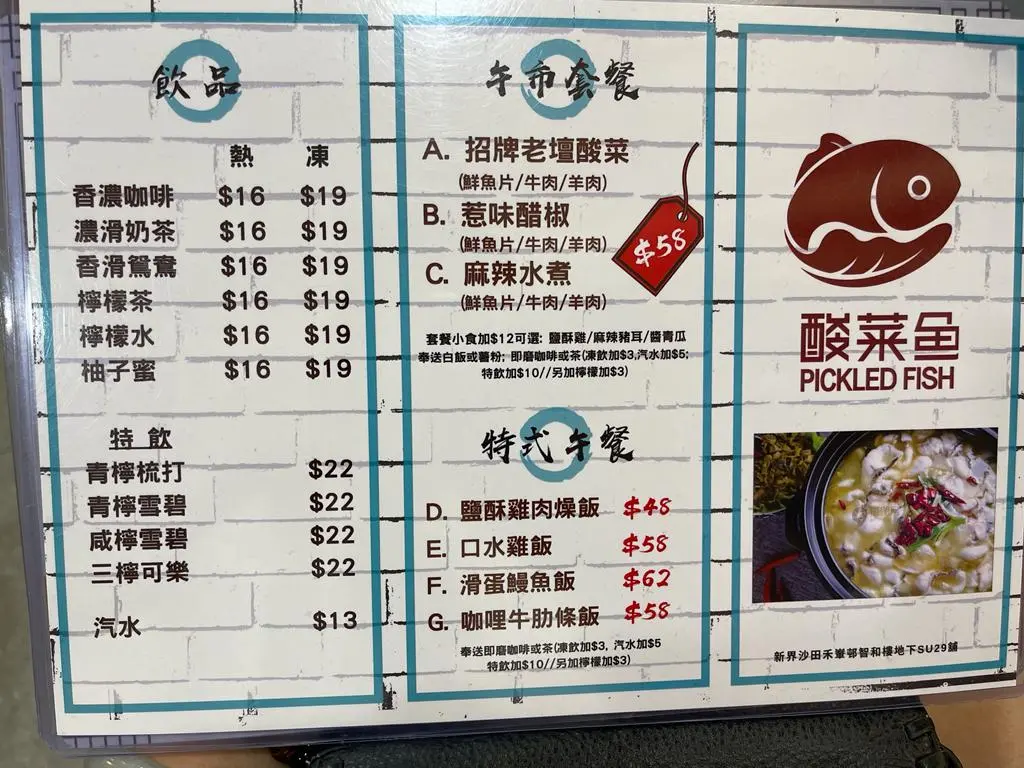 飲品
熱 凍
香濃咖啡 $16 $19
濃滑奶茶 $16 $19
香滑鴛鴦 $16 $19
檸檬茶 $16 $19
檸檬水 $16 $19
柚子蜜 $16 $19
特飲
青檸梳打 $22
青檸雪碧 $22
咸檸雪碧 $22
三檸可樂 $22
汽水 $13
午市套餐
A. 招牌老壇酸菜
(鮮魚片/牛肉/羊肉)
B. 惹味醋椒
(鮮魚片/牛肉/羊肉)
C. 麻辣水煮
(鮮魚片/牛肉/羊肉)
$58
套餐小食加$12可選: 鹽酥雞/麻辣豬耳/醬青瓜
奉送白飯或薯粉; 即磨咖啡或茶(凍飲加$3,汽水加$5;
特飲加$10//另加檸檬加$3)
特式午餐
D. 鹽酥雞肉燥飯 $48
E. 口水雞飯 $58
F. 滑蛋鰻魚飯 $62
G. 咖哩牛肋條飯 $58
奉送即磨咖啡或茶(凍飲加$3, 汽水加$5
特飲加$10//另加檸檬加$3)
酸菜魚
PICKLED FISH
新界沙田禾輋邨智和樓地下SU29舖